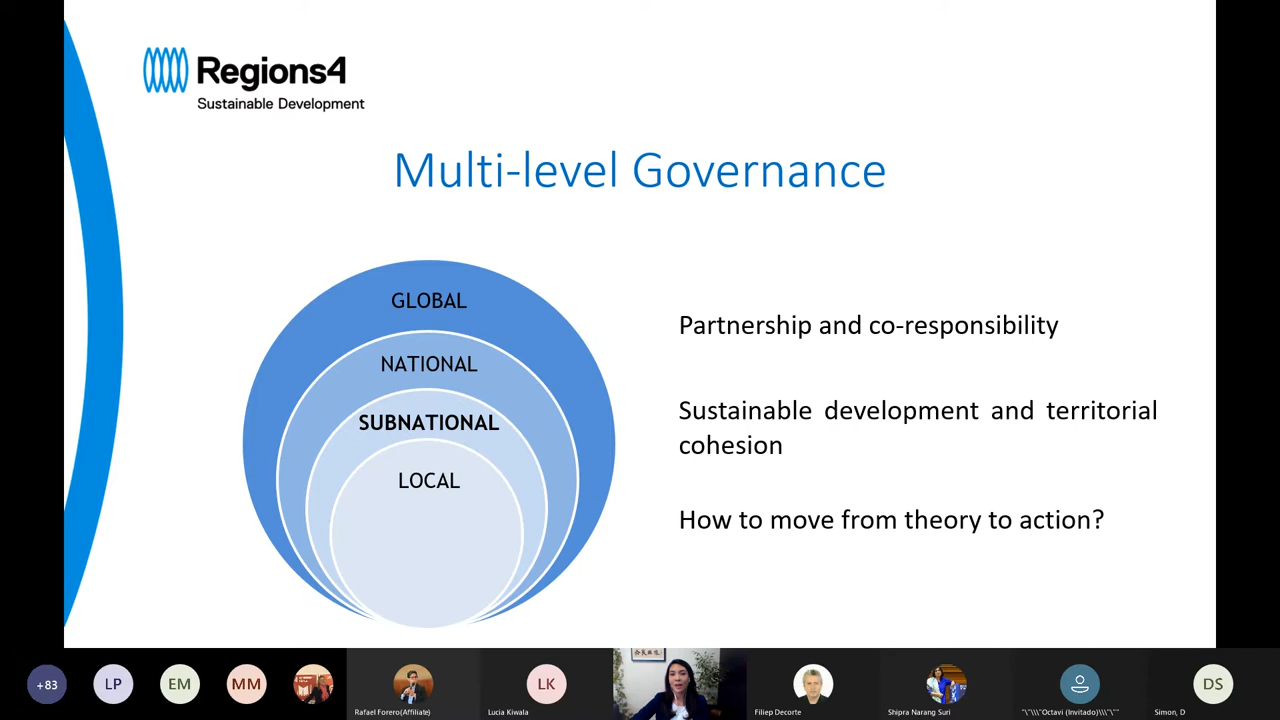 Regions4
Sustainable Development
Multi-level Governance
GLOBAL
NATIONAL
SUBNATIONAL
LOCAL
Partnership and co-responsibility
Sustainable development and territorial
cohesion
How to move from theory to action?
+83
LP
EM
MM
LK
DS
Rafael Forero(Affiliate)
Lucia Kiwala
Filiep Decorte
Shipra Narang Suri
"\"\\"Octavi (Invitado)\\\"\""
Simon, D